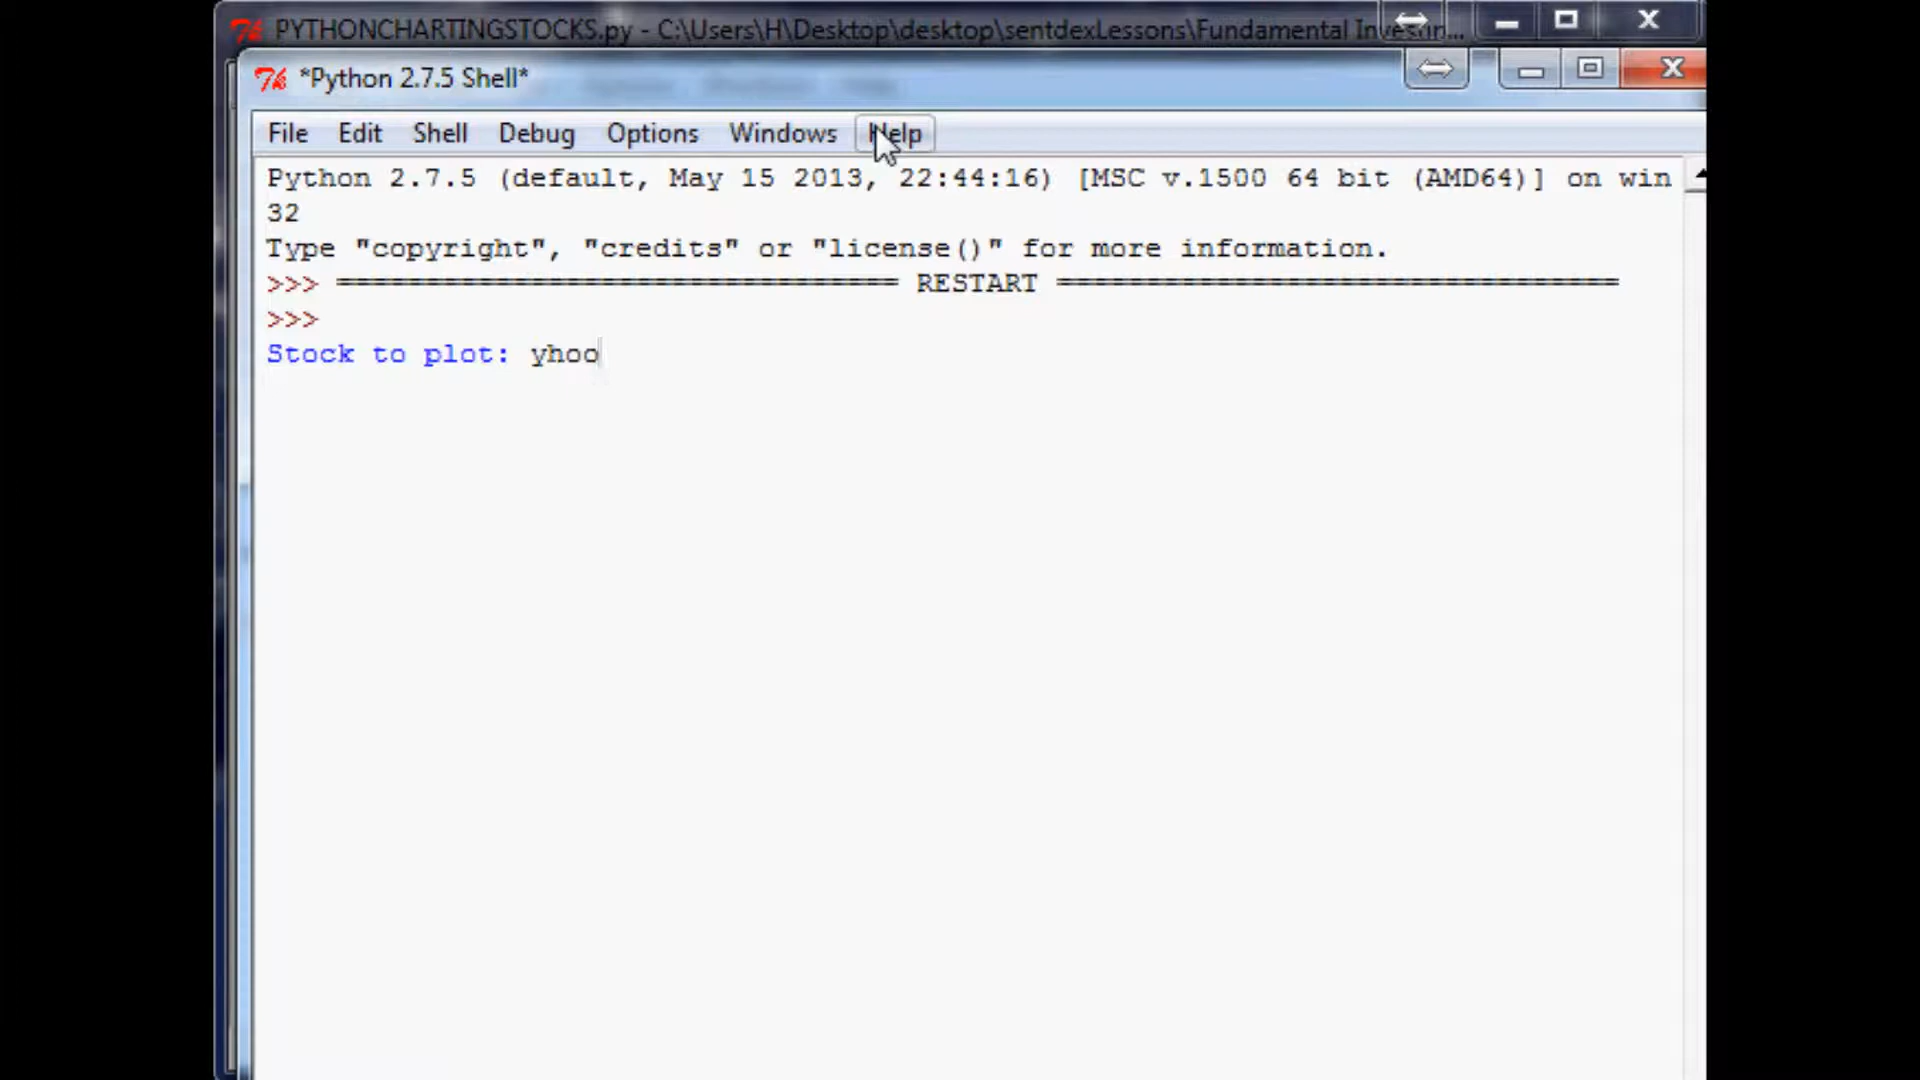 PYTHONCHARTINGSTOCKS.py - C:\Users\H\Desktop\desktop\sentdexLessons\Fundamental
*Python 2.7.5 Shell*
File Edit Shell Debug Options Windows Help
Python 2.7.5 (default, May 15 2013, 22:44:16) [MSC v.1500 64 bit (AMD64)] on win
32
Type "copyright", "credits" or "license()" for more information.
>>> ================================ RESTART ================================
>>>
Stock to plot: yhoo